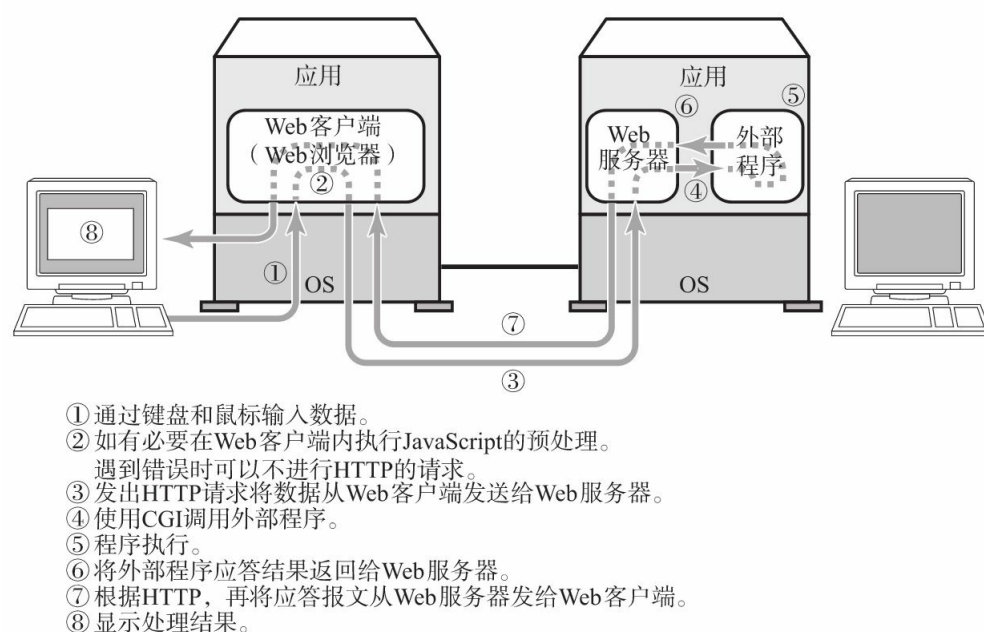 应用
应用
⑥
⑤
Web客户端
（Web浏览器）
Web
服务器
外部
程序
②
④
⑧
①
OS
OS
⑦
③
①通过键盘和鼠标输入数据。
②如有必要在Web客户端内执行JavaScript的预处理。
遇到错误时可以不进行HTTP的请求。
③发出HTTP请求将数据从Web客户端发送给Web服务器。
④使用CGI调用外部程序。
⑤程序执行。
⑥将外部程序应答结果返回给Web服务器。
⑦根据HTTP，再将应答报文从Web服务器发给Web客户端。
⑧显示处理结果。